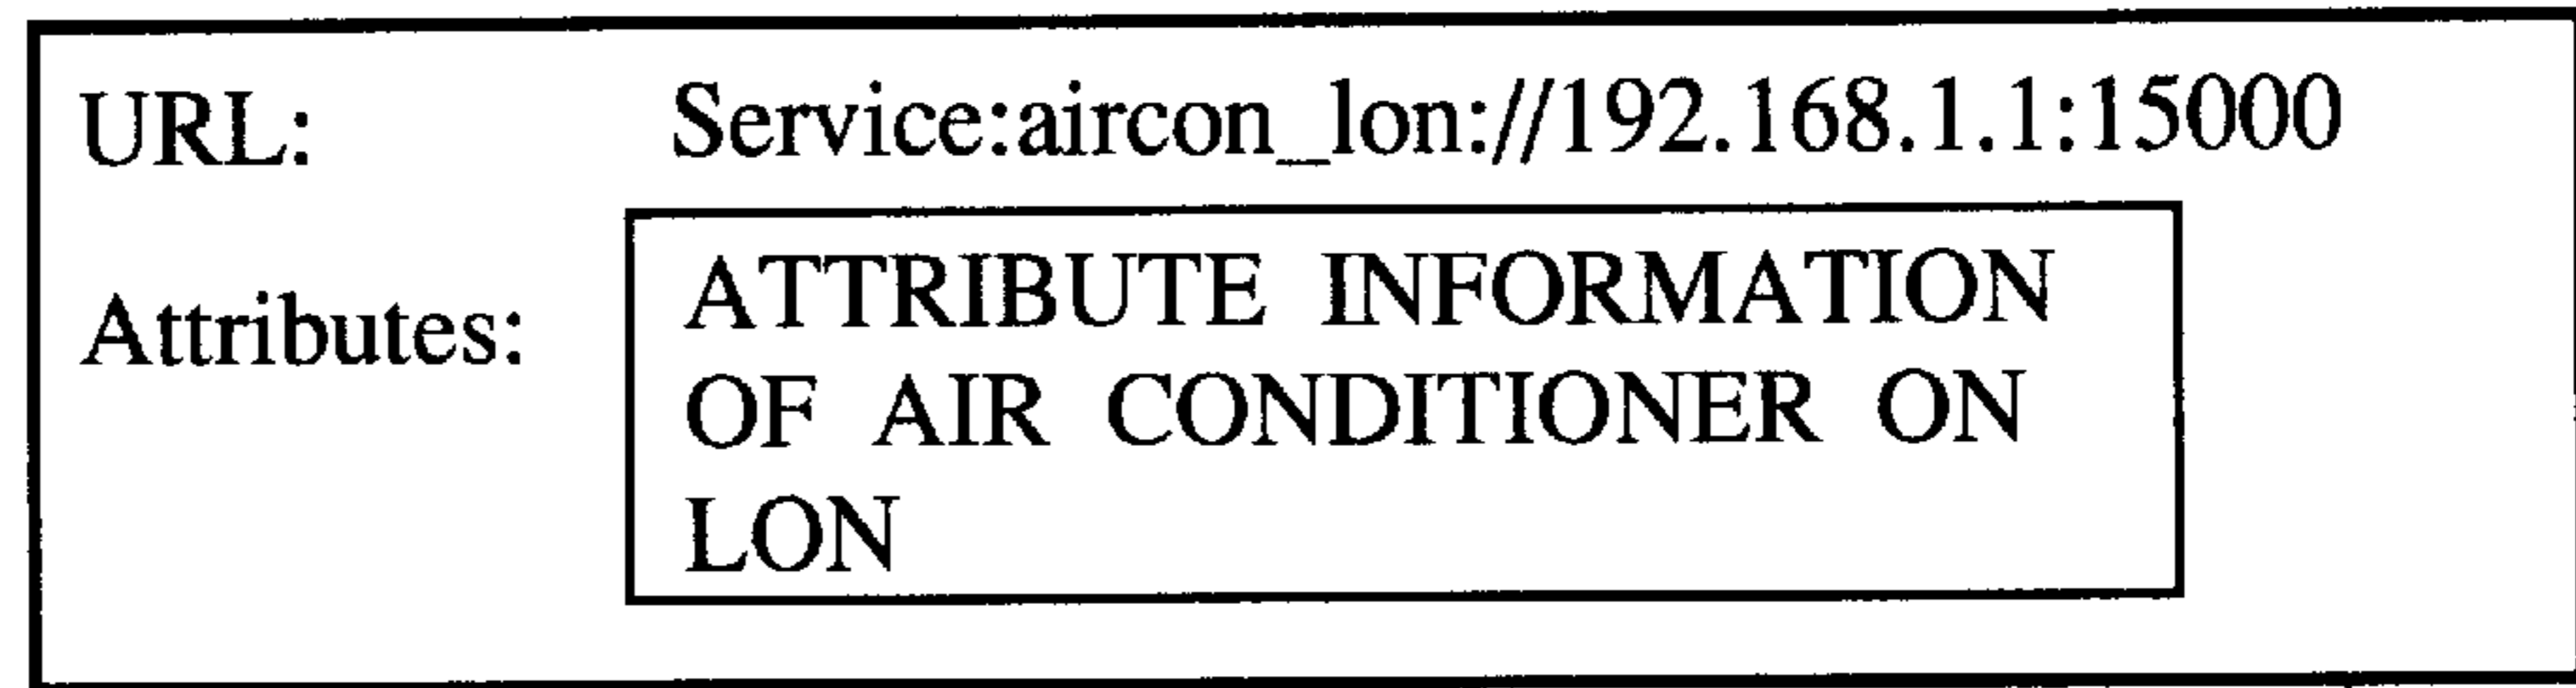 URL: Service:aircon_lon://192.168.1.1:15000
Attributes:
ATTRIBUTE INFORMATION
OF AIR CONDITIONER ON
LON